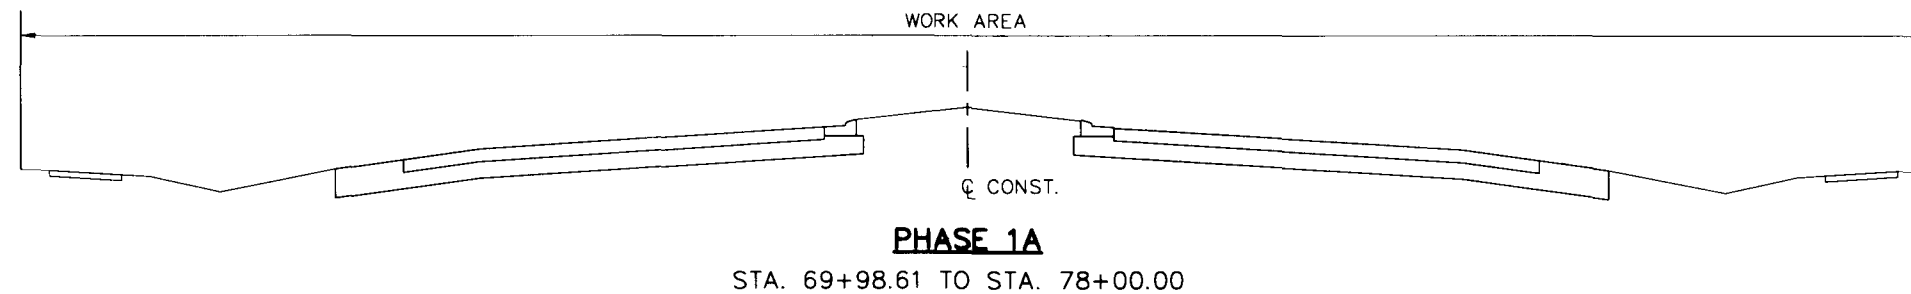 WORK AREA
℄ CONST.
PHASE 1A
STA. 69+98.61 TO STA. 78+00.00